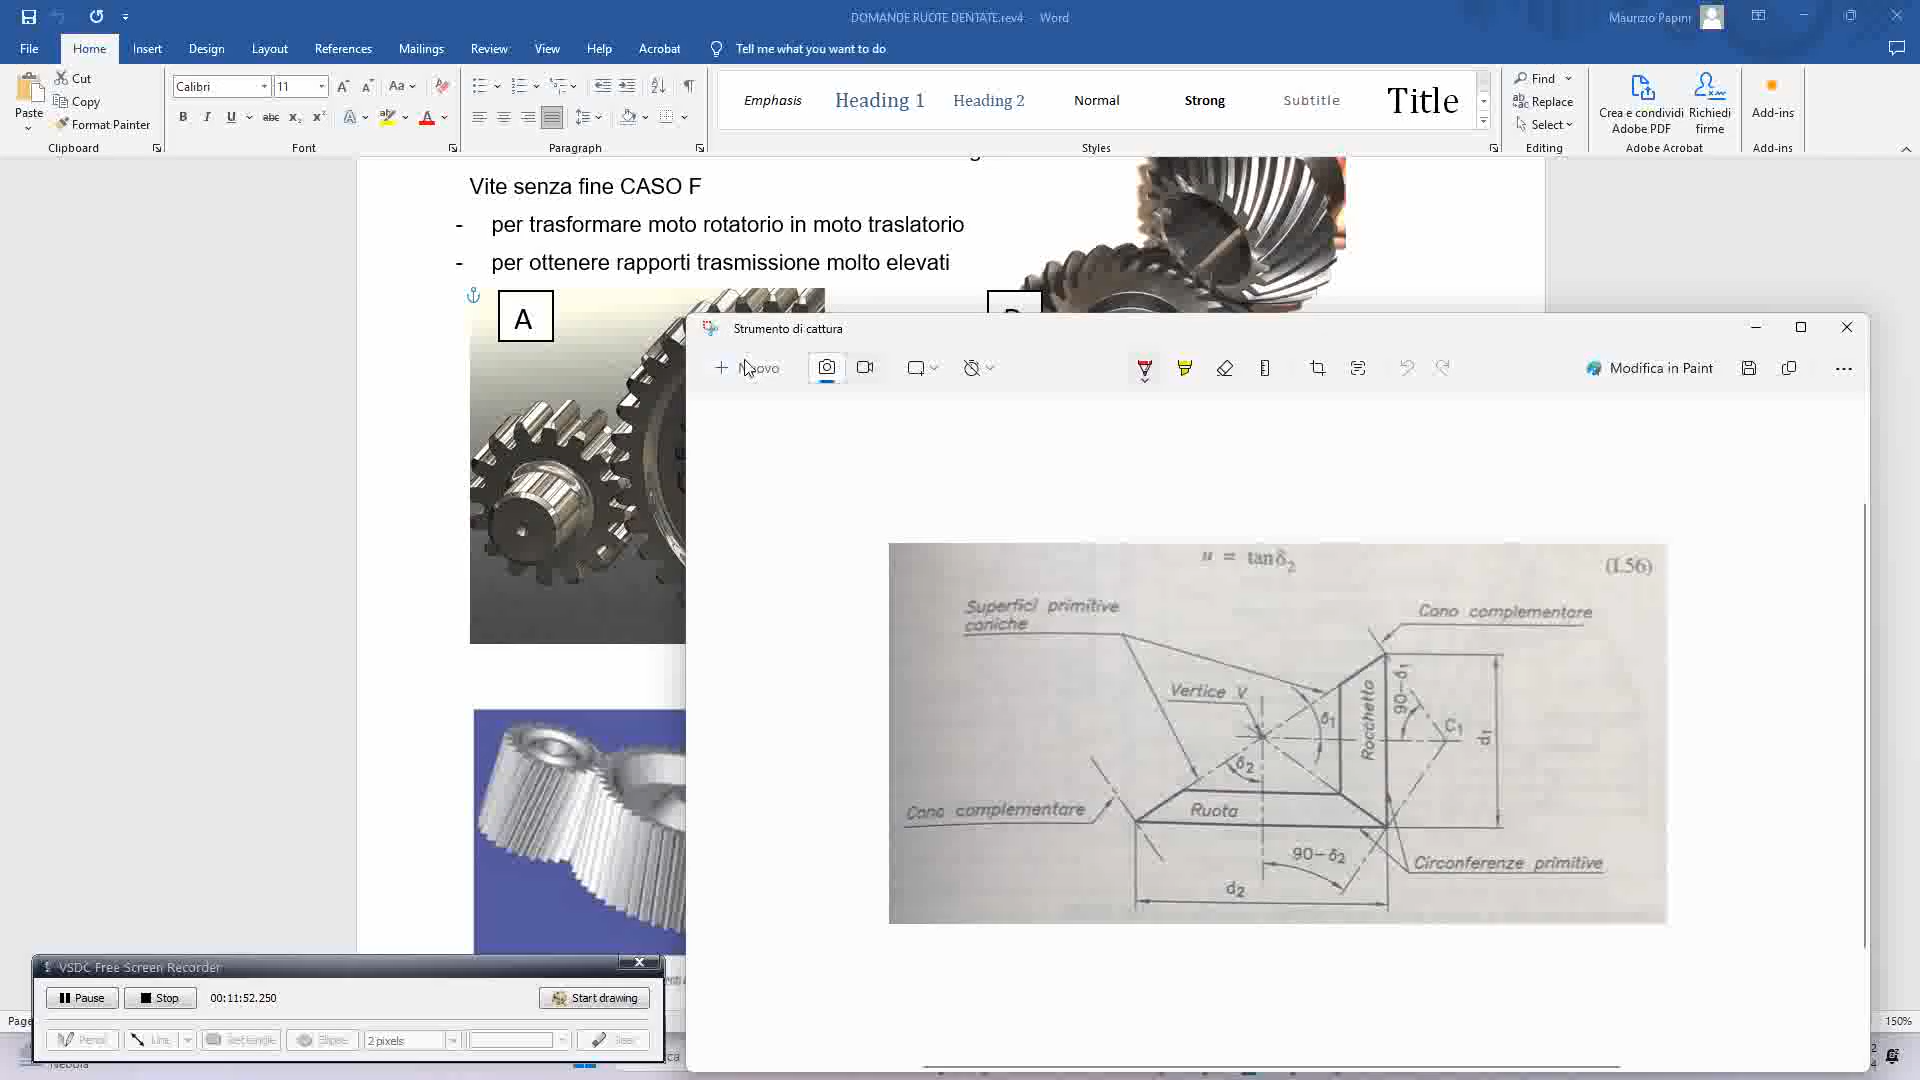 DOMANDE RUOTE DENTATE.rev4 - Word
Maurizio Papini
File Home Insert Design Layout References Mailings Review View Help Acrobat Tell me what you want to do
Paste
Cut
Copy
Format Painter
Clipboard
Calibri 11
Font
Paragraph
Emphasis Heading 1 Heading 2 Normal Strong Subtitle Title
Styles
Find
Replace
Select
Editing
Crea e condividi Adobe PDF
Richiedi firme
Adobe Acrobat
Add-ins
Add-ins
Vite senza fine CASO F
- per trasformare moto rotatorio in moto traslatorio
- per ottenere rapporti trasmissione molto elevati
A
Strumento di cattura
Nuovo
Modifica in Paint
u = tanδ2 (I.56)
Superfici primitive
coniche
Cono complementare
Vertice V
δ1
Rocchetto
90-δ1
C1
d1
δ2
Cono complementare
Ruota
90-δ2
Circonferenze primitive
d2
VSDC Free Screen Recorder
Pause Stop 00:11:52.250 Start drawing
Pencil Line Rectangle Ellipse 2 pixels
150%
Page
Nebbia